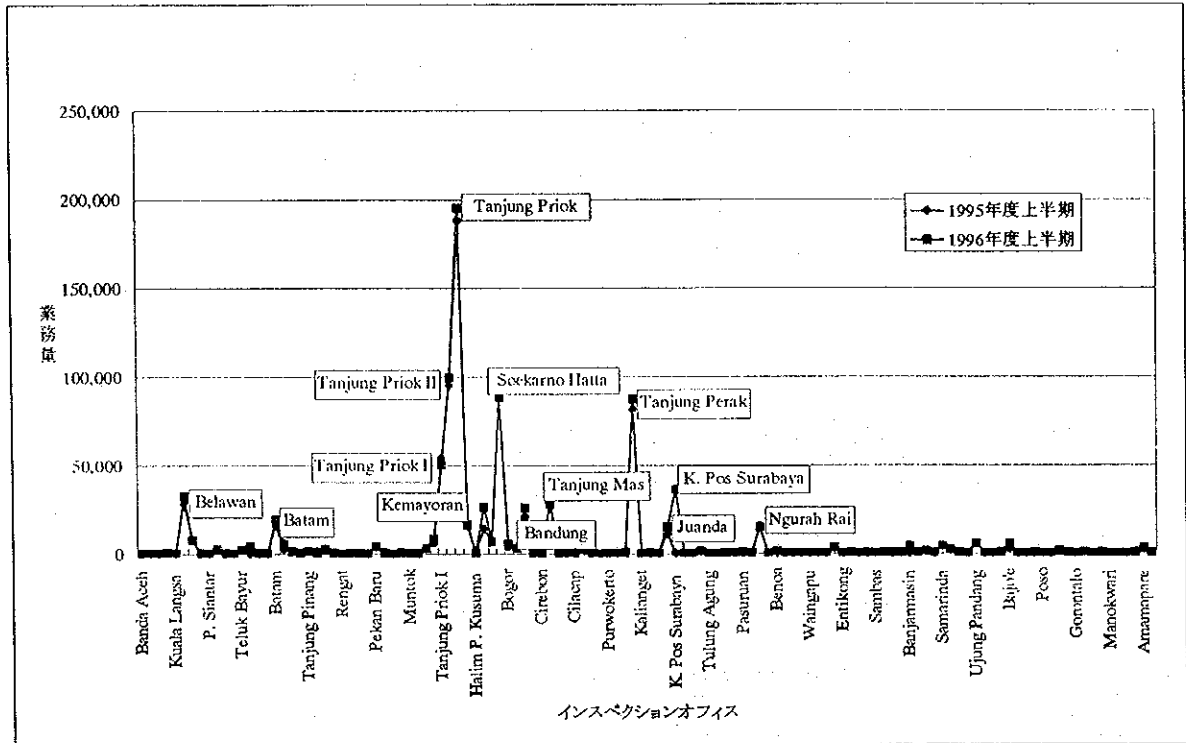 250,000
200,000
150,000
100,000
50,000
0
業務量
1995年度上半期
1996年度上半期
Tanjung Priok
Tanjung Priok II
Soekarno Hatta
Tanjung Perak
Tanjung Priok I
Belawan
Kemayoran
Tanjung Mas
K. Pos Surabaya
Batam
Bandung
Juanda
Ngurah Rai
Banda Aceh
Kuala Langsa
P. Siantar
Teluk Bayur
Batam
Tanjung Pinang
Rengat
Pekan Baru
Muntok
Tanjung Priok I
Halim P. Kusuma
Bogor
Cirebon
Cilacap
Purwokerto
Kalianget
K. Pos Surabaya
Tulung Agung
Pasuruan
Benoa
Waingapu
Entikong
Sambas
Banjarmasin
Samarinda
Ujung Pandang
Bajo'e
Poso
Gorontalo
Manokwari
Amamapare
インスペクションオフィス